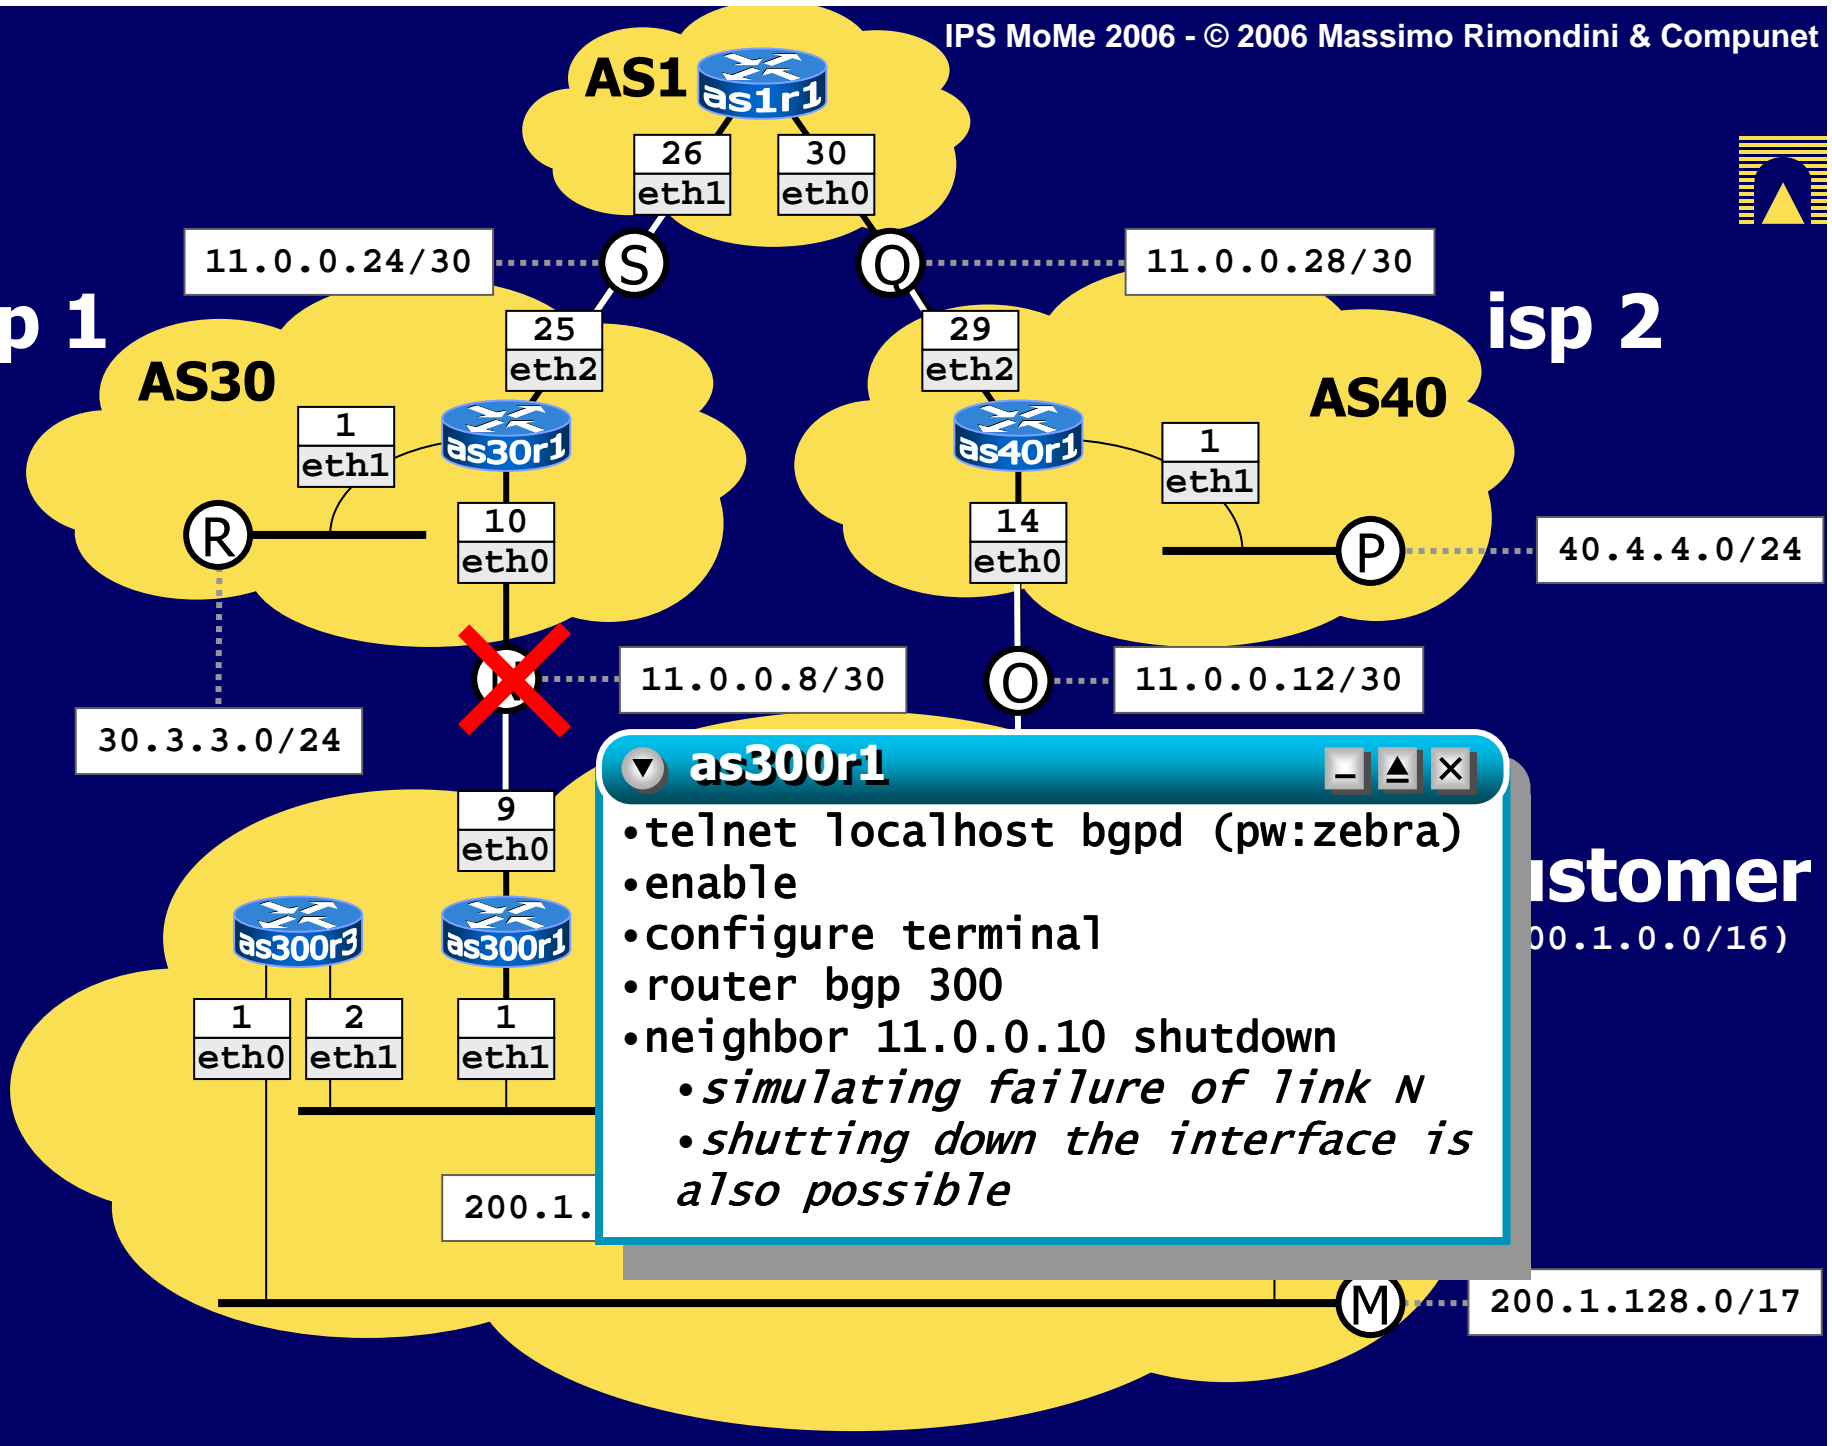 IPS MoMe 2006 - © 2006 Massimo Rimondini & Compunet
AS1
as1r1
26
eth1
30
eth0
11.0.0.24/30
S
Q
11.0.0.28/30
p 1
isp 2
25
eth2
29
eth2
AS30
AS40
1
eth1
as30r1
as40r1
1
eth1
R
10
eth0
14
eth0
P
40.4.4.0/24
11.0.0.8/30
O
11.0.0.12/30
30.3.3.0/24
as300r1
9
eth0
•telnet localhost bgpd (pw:zebra)
•enable
•configure terminal
•router bgp 300
•neighbor 11.0.0.10 shutdown
•simulating failure of link N
•shutting down the interface is
also possible
ustomer
00.1.0.0/16)
as300r3
as300r1
1
eth0
2
eth1
1
eth1
200.1.
M
200.1.128.0/17